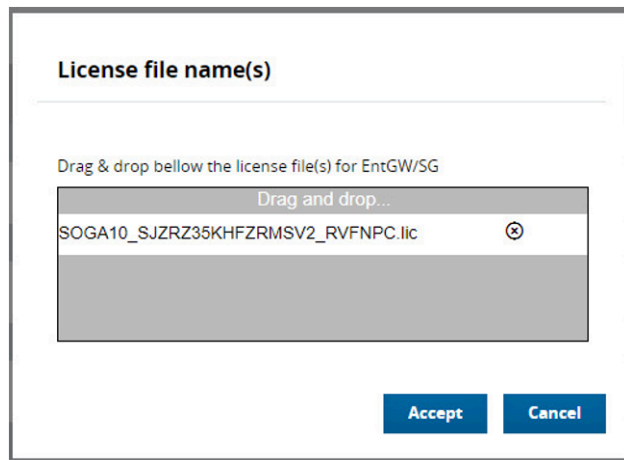 License file name(s)
Drag & drop bellow the license file(s) for EntGW/SG
Drag and drop...
SOGA10_SJZRZ35KHFZRMSV2_RVFNPC.lic
Accept Cancel